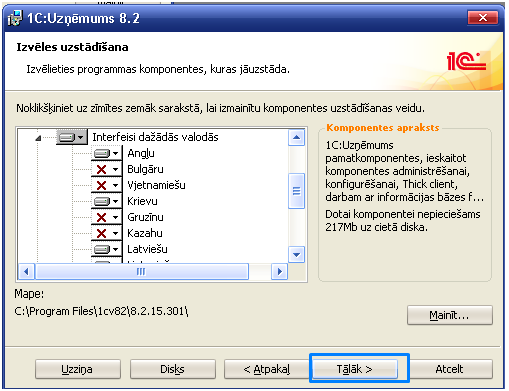 1C:Uzņēmums 8.2
Izvēles uzstādīšana
Izvēlieties programmas komponentes, kuras jāuzstāda.
1C
Noklikšķiniet uz zīmītes zemāk sarakstā, lai izmainītu komponentes uzstādīšanas veidu.
Interfeisi dažādās valodās
Angļu
Bulgāru
Vjetnamiešu
Krievu
Gruzīnu
Kazahu
Latviešu
Komponentes apraksts
1C:Uzņēmums
pamatkomponentes, ieskaitot
komponentes administrēšanai,
konfigurēšanai, Thick client,
darbam ar informācijas bāzes f...
Dotai komponentei nepieciešams
217Mb uz cietā diska.
Mape:
C:\Program Files\1cv82\8.2.15.301\
Mainīt...
Uzziņa
Disks
< Atpakaļ
Tālāk >
Atcelt